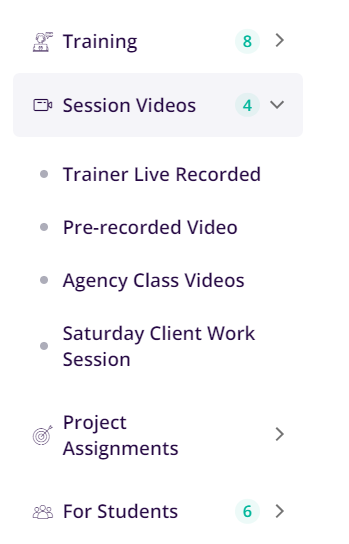 Training 8
Session Videos 4
Trainer Live Recorded
Pre-recorded Video
Agency Class Videos
Saturday Client Work
Session
Project
Assignments
For Students 6